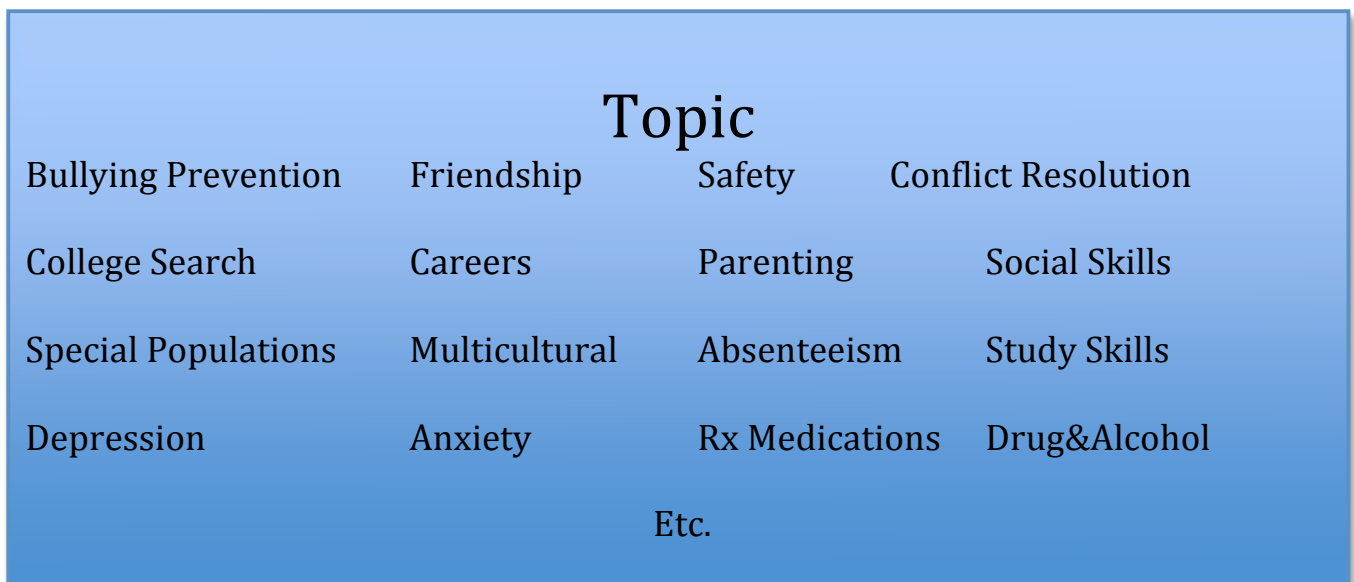 Topic
Bullying Prevention Friendship Safety Conflict Resolution
College Search Careers Parenting Social Skills
Special Populations Multicultural Absenteeism Study Skills
Depression Anxiety Rx Medications Drug&Alcohol
Etc.